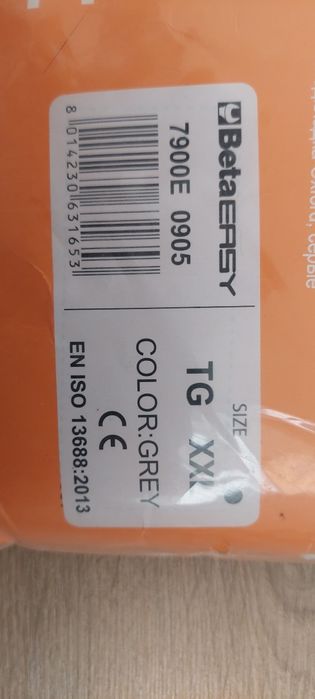 BetaEASY
7900E 0905
8 014230 631653
SIZE
TG XXL
COLOR:GREY
CE
EN ISO 13688:2013